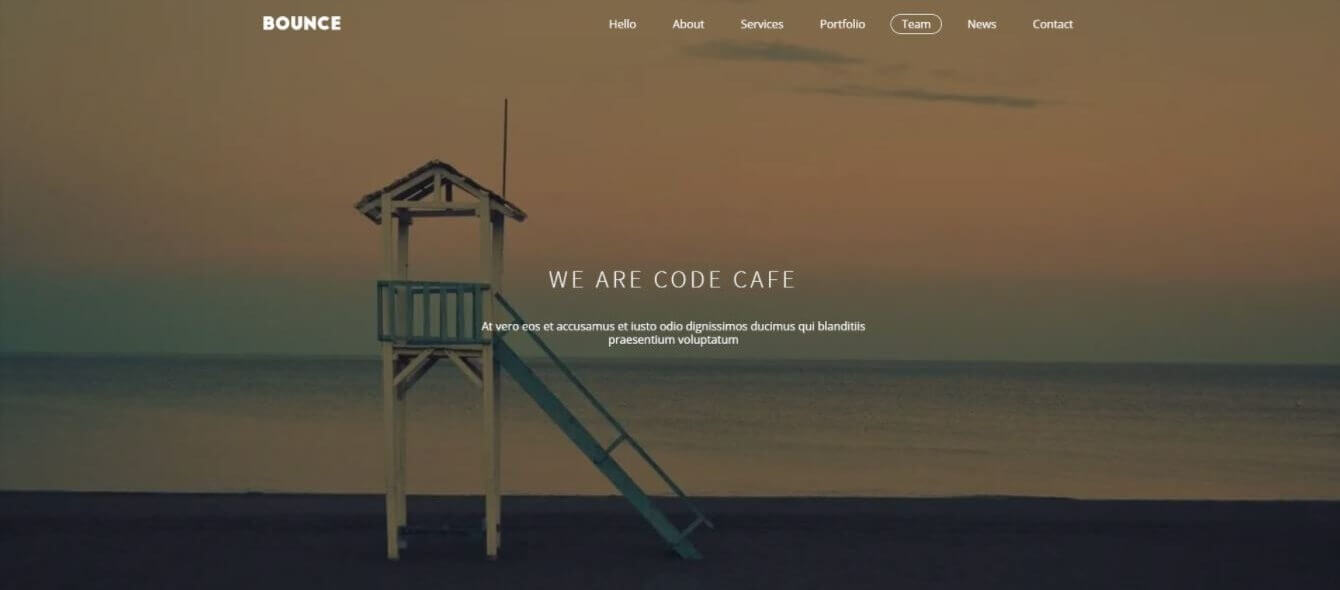 BOUNCE
Hello About Services Portfolio Team News Contact
WE ARE CODE CAFE
At vero eos et accusamus et iusto odio dignissimos ducimus qui blanditiis
praesentium voluptatum